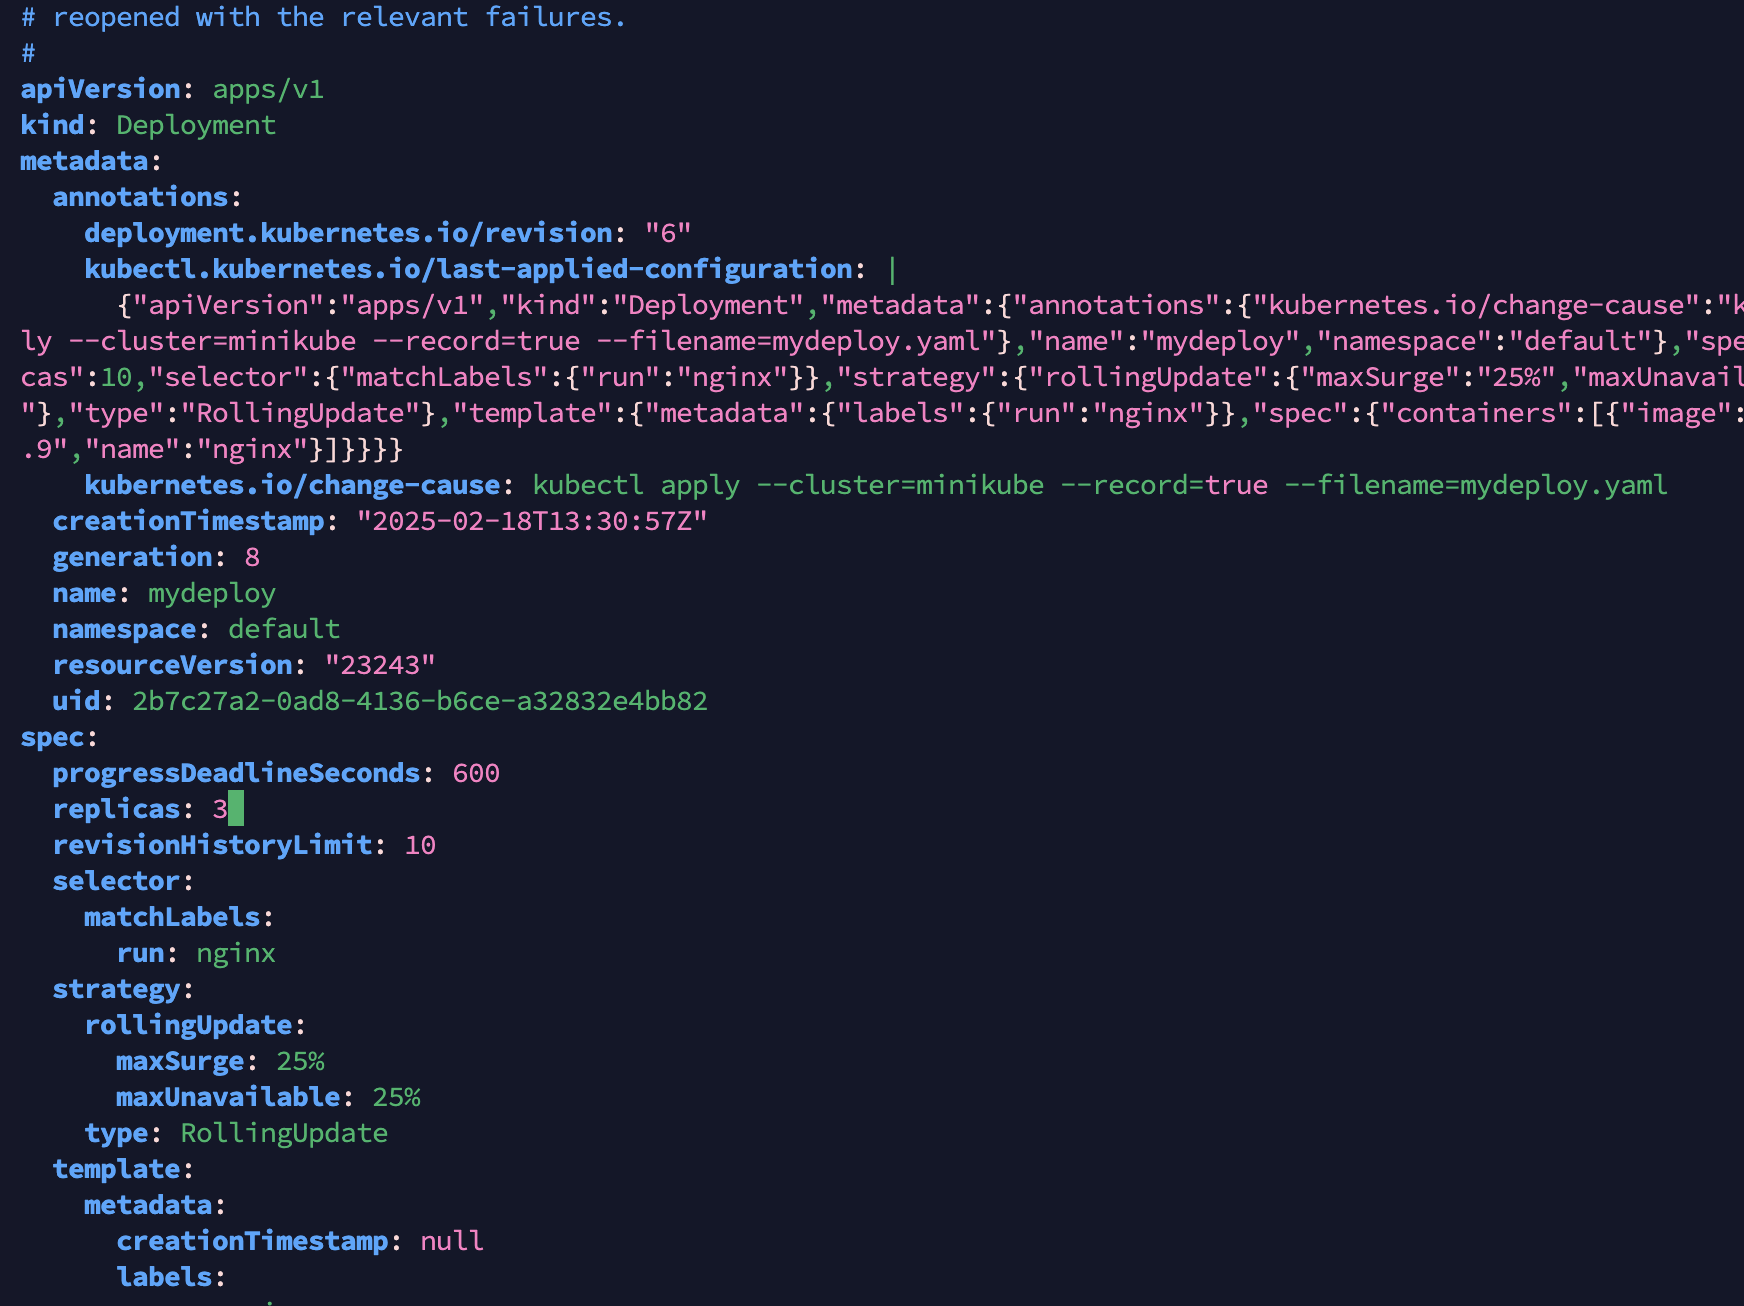 # reopened with the relevant failures.
#
apiVersion: apps/v1
kind: Deployment
metadata:
  annotations:
    deployment.kubernetes.io/revision: "6"
    kubectl.kubernetes.io/last-applied-configuration: |
      {"apiVersion":"apps/v1","kind":"Deployment","metadata":{"annotations":{"kubernetes.io/change-cause":"k
ly --cluster=minikube --record=true --filename=mydeploy.yaml"},"name":"mydeploy","namespace":"default"},"spe
cas":10,"selector":{"matchLabels":{"run":"nginx"}},"strategy":{"rollingUpdate":{"maxSurge":"25%","maxUnavail
"},"type":"RollingUpdate"},"template":{"metadata":{"labels":{"run":"nginx"}},"spec":{"containers":[{"image":
.9","name":"nginx"}]}}}}
    kubernetes.io/change-cause: kubectl apply --cluster=minikube --record=true --filename=mydeploy.yaml
  creationTimestamp: "2025-02-18T13:30:57Z"
  generation: 8
  name: mydeploy
  namespace: default
  resourceVersion: "23243"
  uid: 2b7c27a2-0ad8-4136-b6ce-a32832e4bb82
spec:
  progressDeadlineSeconds: 600
  replicas: 3
  revisionHistoryLimit: 10
  selector:
    matchLabels:
      run: nginx
  strategy:
    rollingUpdate:
      maxSurge: 25%
      maxUnavailable: 25%
    type: RollingUpdate
  template:
    metadata:
      creationTimestamp: null
      labels: